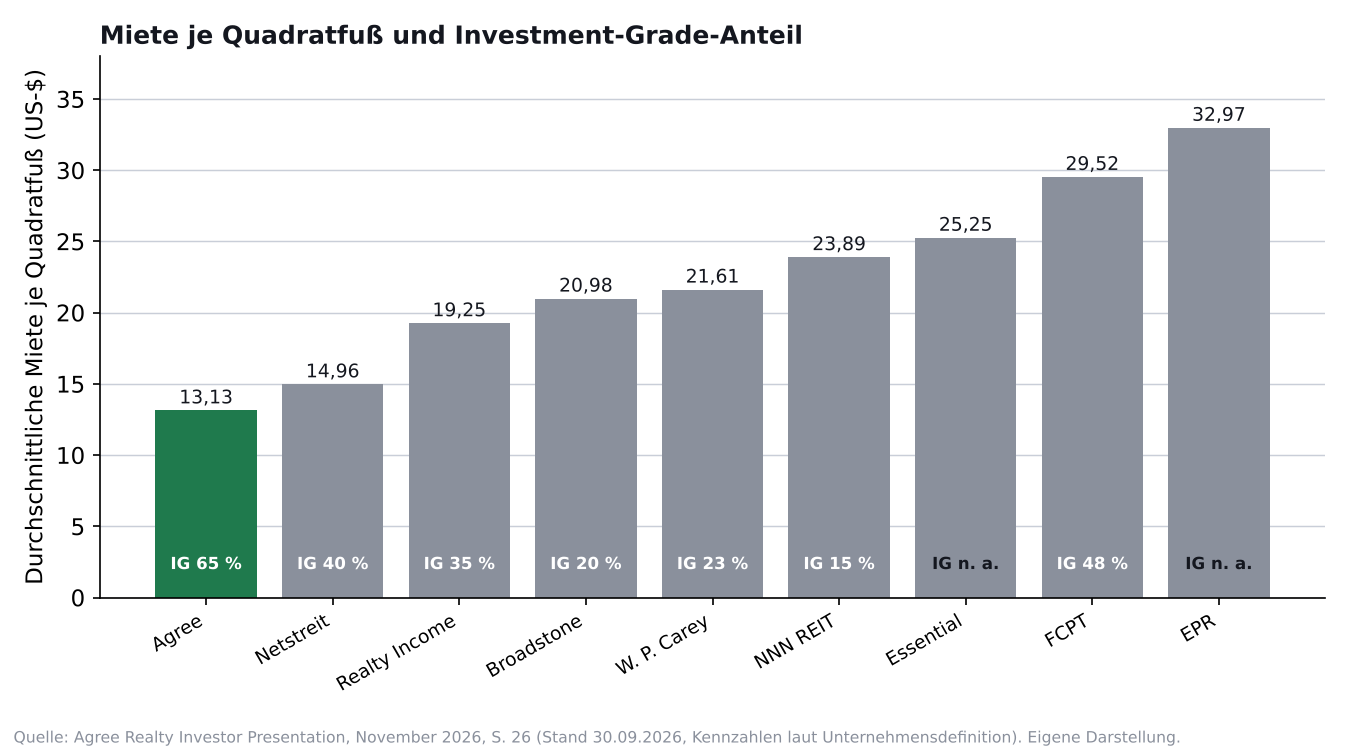 Miete je Quadratfuß und Investment-Grade-Anteil
Durchschnittliche Miete je Quadratfuß (US-$)
35
30
25
20
15
10
5
0
13,13
14,96
19,25
20,98
21,61
23,89
25,25
29,52
32,97
IG 65 %
IG 40 %
IG 35 %
IG 20 %
IG 23 %
IG 15 %
IG n. a.
IG 48 %
IG n. a.
Agree
Netstreit
Realty Income
Broadstone
W. P. Carey
NNN REIT
Essential
FCPT
EPR
Quelle: Agree Realty Investor Presentation, November 2026, S. 26 (Stand 30.09.2026, Kennzahlen laut Unternehmensdefinition). Eigene Darstellung.